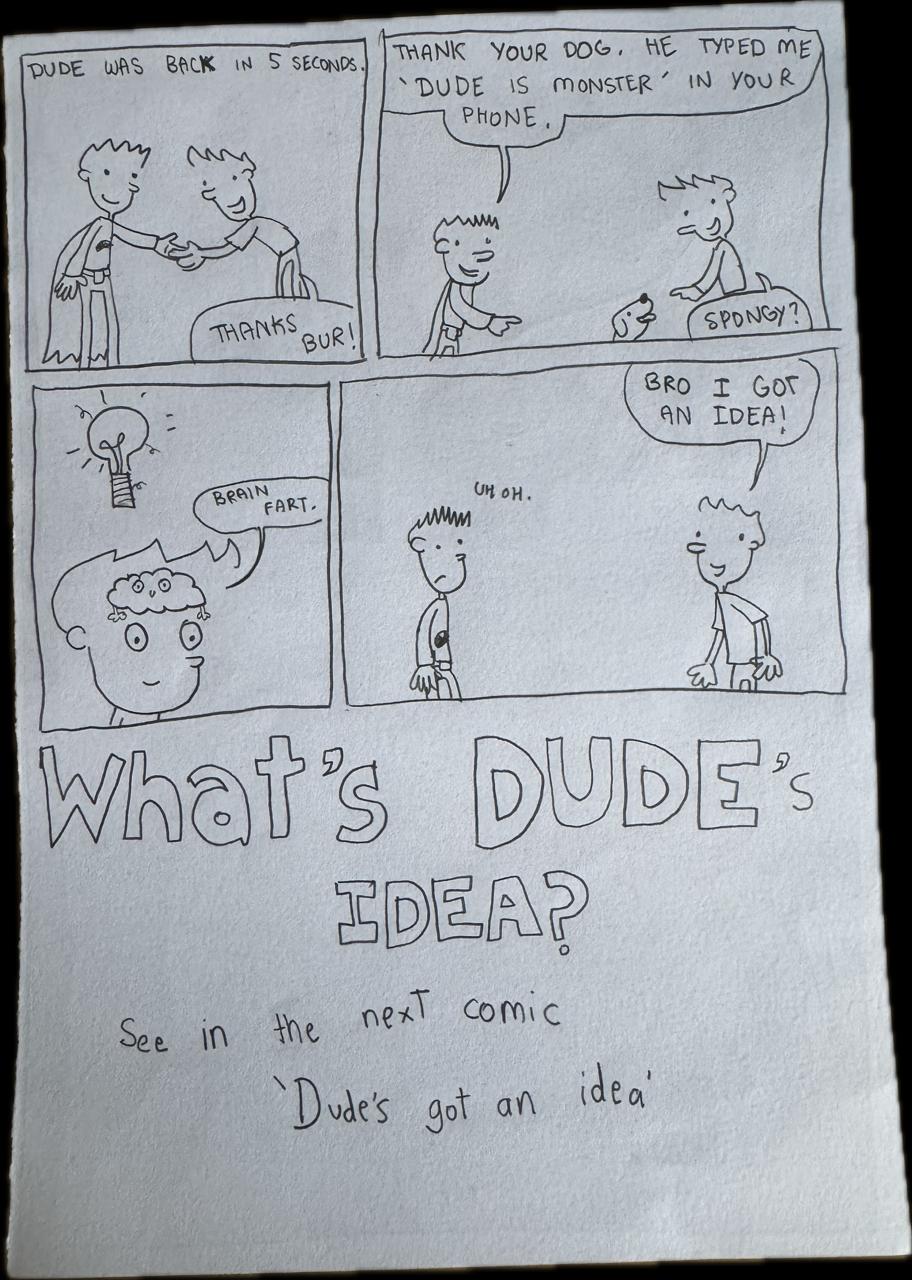 DUDE WAS BACK IN 5 SECONDS.
THANKS
BUR!
THANK YOUR DOG. HE TYPED ME
'DUDE IS MONSTER' IN YOUR
PHONE.
SPONGY?
BRAIN
FART.
BRO I GOT
AN IDEA!
UH OH.
What's DUDE's
IDEA?
See in the next comic
'Dude's got an idea'